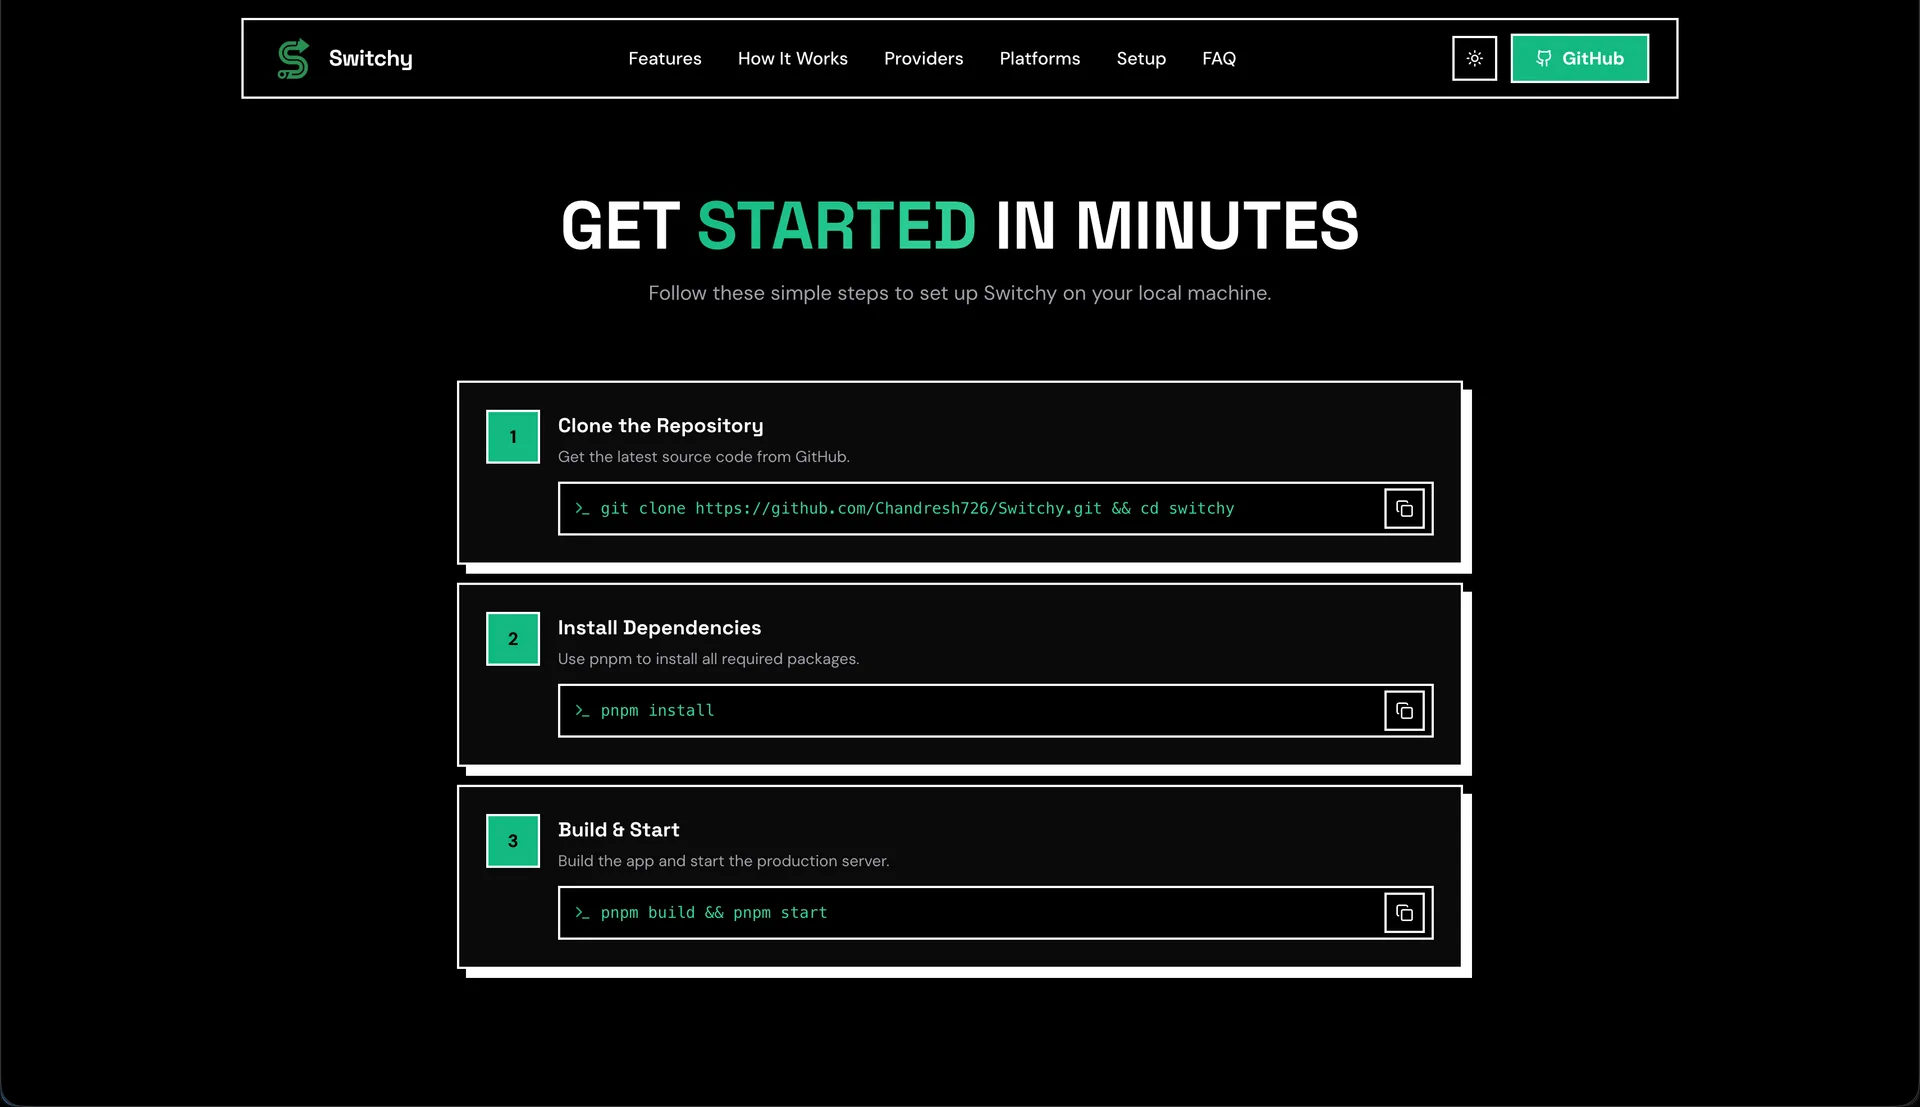 Switchy
Features
How It Works
Providers
Platforms
Setup
FAQ
GitHub
GET STARTED IN MINUTES
Follow these simple steps to set up Switchy on your local machine.
1
Clone the Repository
Get the latest source code from GitHub.
>_ git clone https://github.com/Chandresh726/Switchy.git && cd switchy
2
Install Dependencies
Use pnpm to install all required packages.
>_ pnpm install
3
Build & Start
Build the app and start the production server.
>_ pnpm build && pnpm start